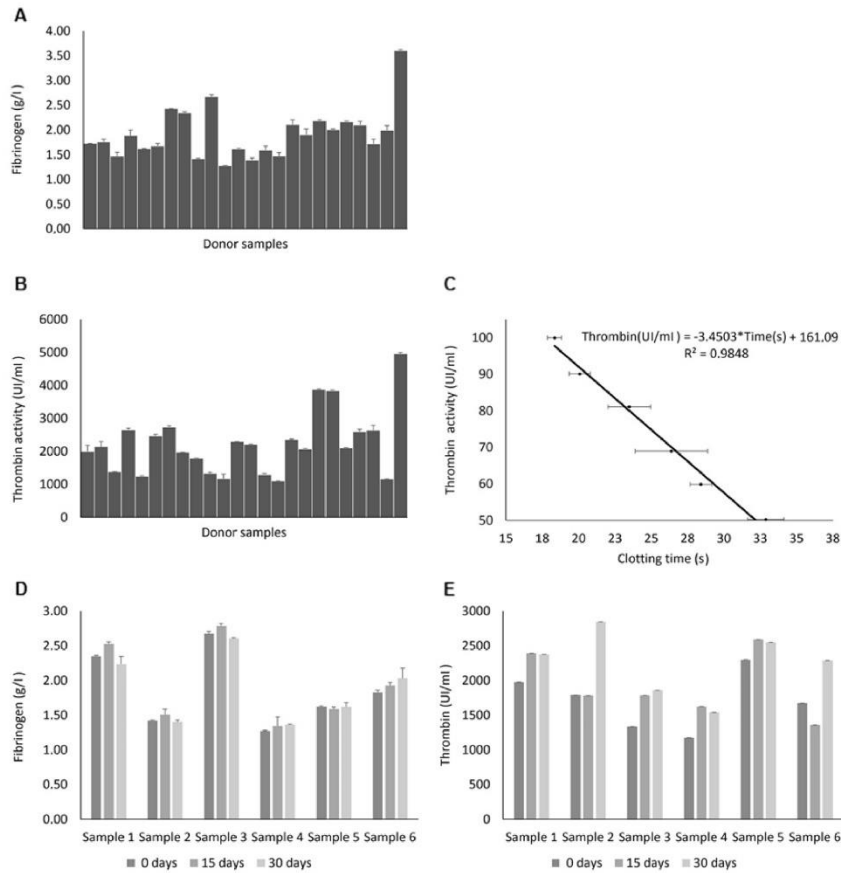 A
4.00
3.50
3.00
2.50
2.00
1.50
1.00
0.50
0.00
Fibrinogen (g/l)
Donor samples
B
6000
5000
4000
3000
2000
1000
0
Thrombin activity (UI/ml)
Donor samples
C
100
90
80
70
60
50
Thrombin activity (UI/ml)
Thrombin(UI/ml) = -3.4503*Time(s) + 161.09
R² = 0.9848
15 18 20 23 25 28 30 33 35 38
Clotting time (s)
D
3.00
2.50
2.00
1.50
1.00
0.50
0.00
Fibrinogen (g/l)
Sample 1 Sample 2 Sample 3 Sample 4 Sample 5 Sample 6
0 days 15 days 30 days
E
3000
2500
2000
1500
1000
500
0
Thrombin (UI/ml)
Sample 1 Sample 2 Sample 3 Sample 4 Sample 5 Sample 6
0 days 15 days 30 days